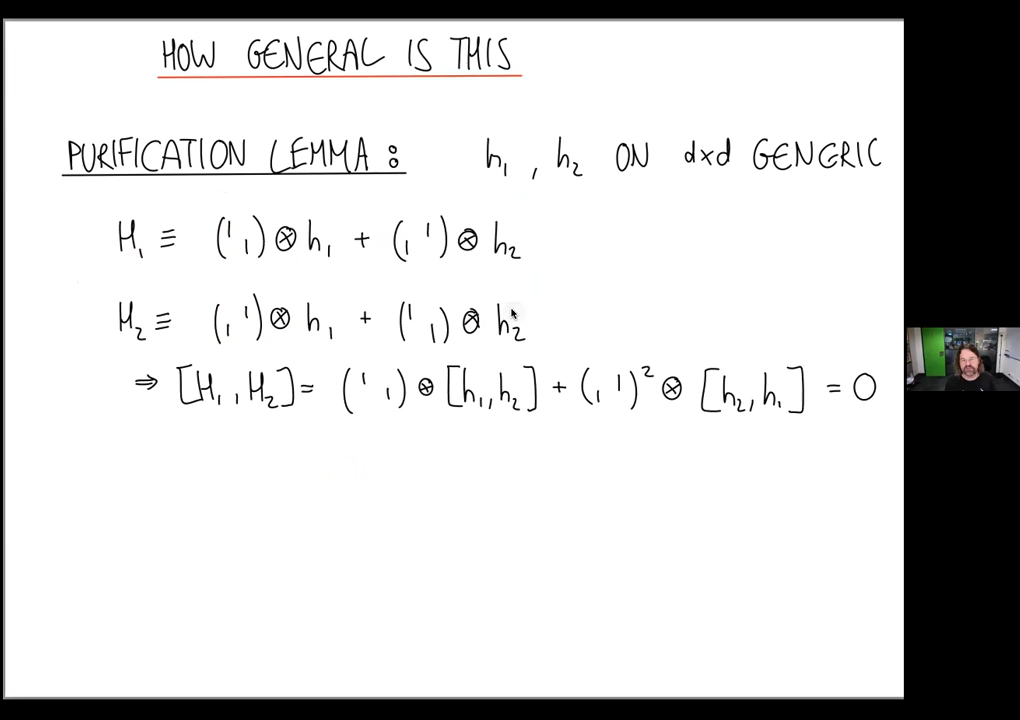 HOW GENERAL IS THIS
PURIFICATION LEMMA : h₁ , h₂ ON d×d GENERIC
H₁ ≡ (¹ ₁) ⊗ h₁ + (₁ ¹) ⊗ h₂
H₂ ≡ (₁ ¹) ⊗ h₁ + (¹ ₁) ⊗ h₂
⇒ [H₁ , H₂] = (¹ ₁) ⊗ [h₁, h₂] + (₁ ¹)² ⊗ [h₂, h₁] = 0